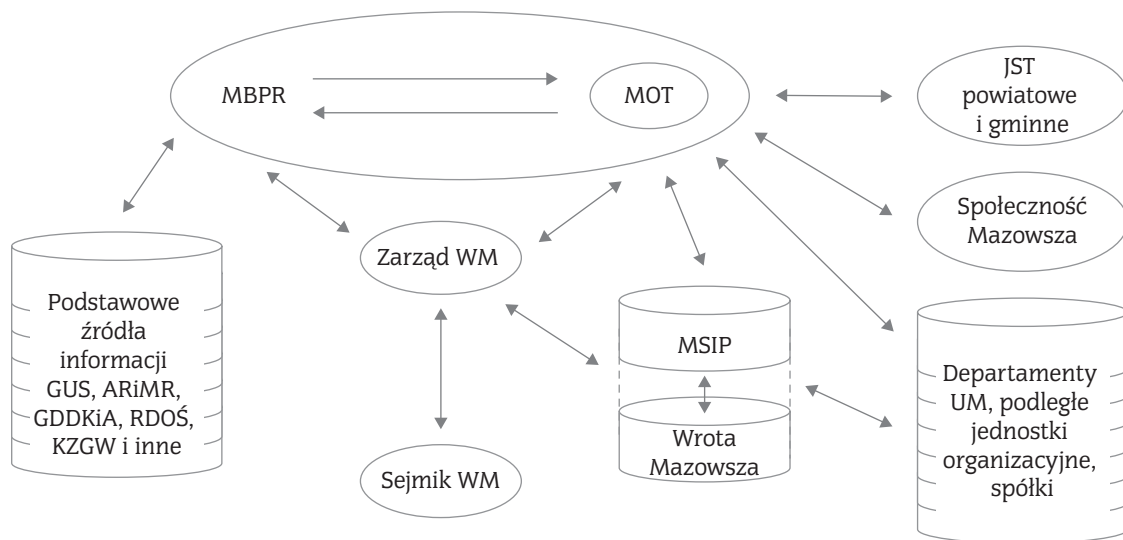 MBPR
MOT
JST
powiatowe
i gminne
Społeczność
Mazowsza
Zarząd WM
Podstawowe
źródła
informacji
GUS, ARiMR,
GDDKiA, RDOŚ,
KZGW i inne
MSIP
Wrota
Mazowsza
Departamenty
UM, podległe
jednostki
organizacyjne,
spółki
Sejmik WM